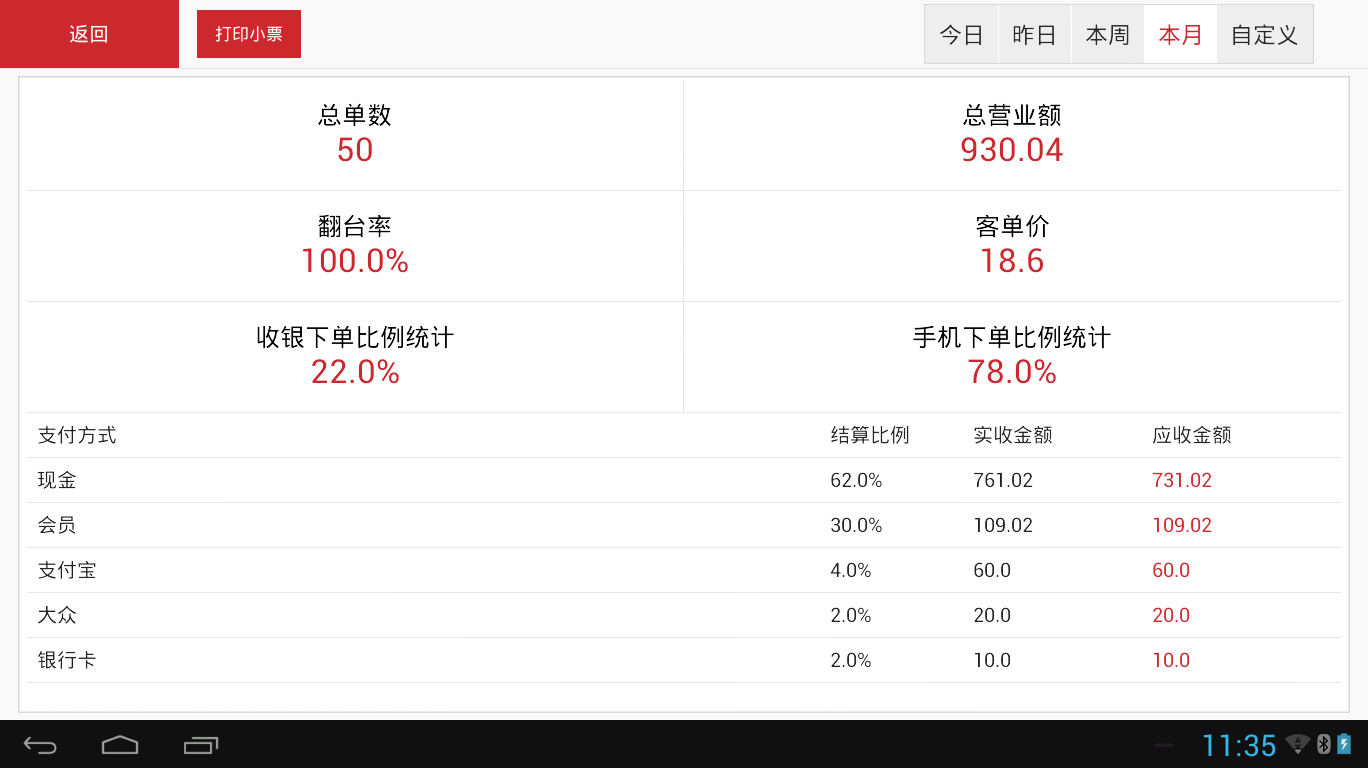 返回 打印小票 今日 昨日 本周 本月 自定义
总单数 总营业额
50 930.04
翻台率 客单价
100.0% 18.6
收银下单比例统计 手机下单比例统计
22.0% 78.0%
支付方式 结算比例 实收金额 应收金额
现金 62.0% 761.02 731.02
会员 30.0% 109.02 109.02
支付宝 4.0% 60.0 60.0
大众 2.0% 20.0 20.0
银行卡 2.0% 10.0 10.0
11:35